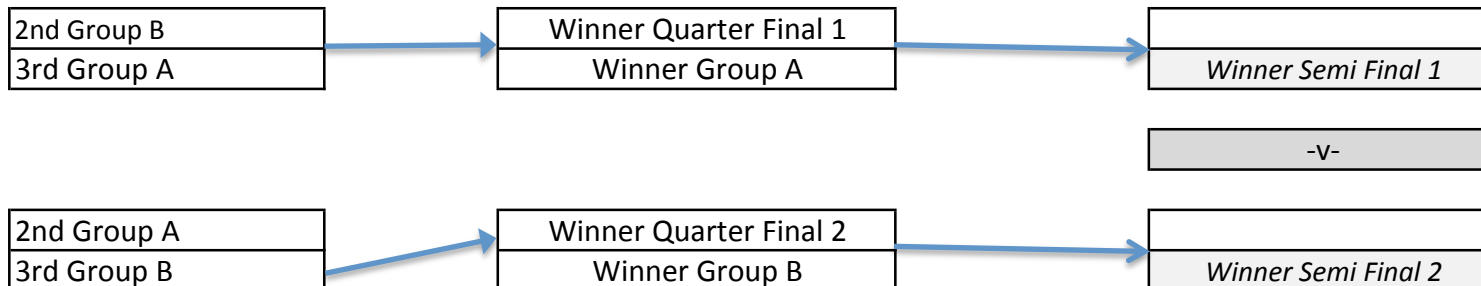 2nd Group B
3rd Group A
Winner Quarter Final 1
Winner Group A
Winner Semi Final 1
-v-
2nd Group A
3rd Group B
Winner Quarter Final 2
Winner Group B
Winner Semi Final 2